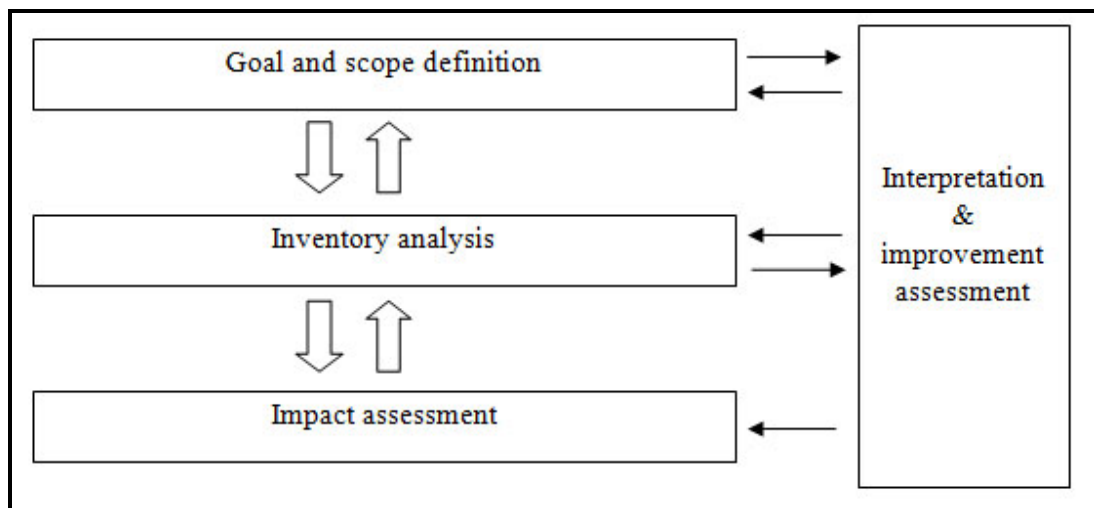 Goal and scope definition
Inventory analysis
Impact assessment
Interpretation
&
improvement
assessment